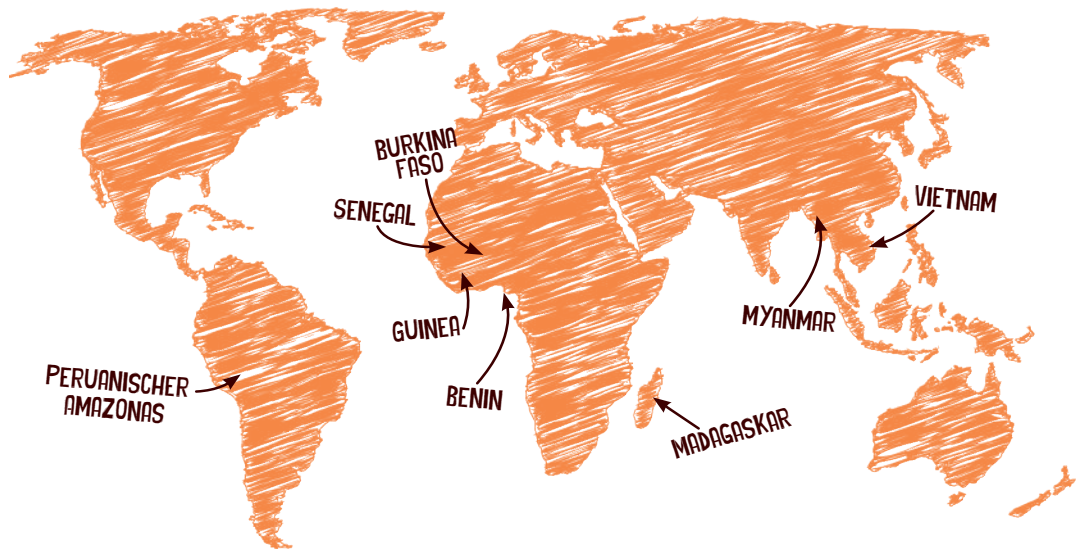 BURKINA
FASO
SENEGAL
VIETNAM
GUINEA
MYANMAR
PERUANISCHER
AMAZONAS
BENIN
MADAGASKAR